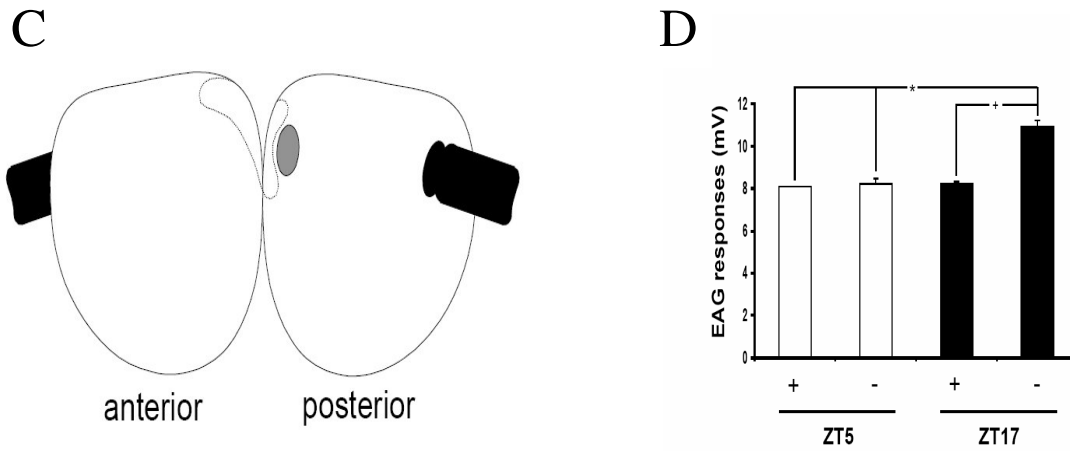 C
anterior
posterior
D
EAG responses (mV)
12
10
8
6
4
2
0
*
+
+
-
+
-
ZT5
ZT17